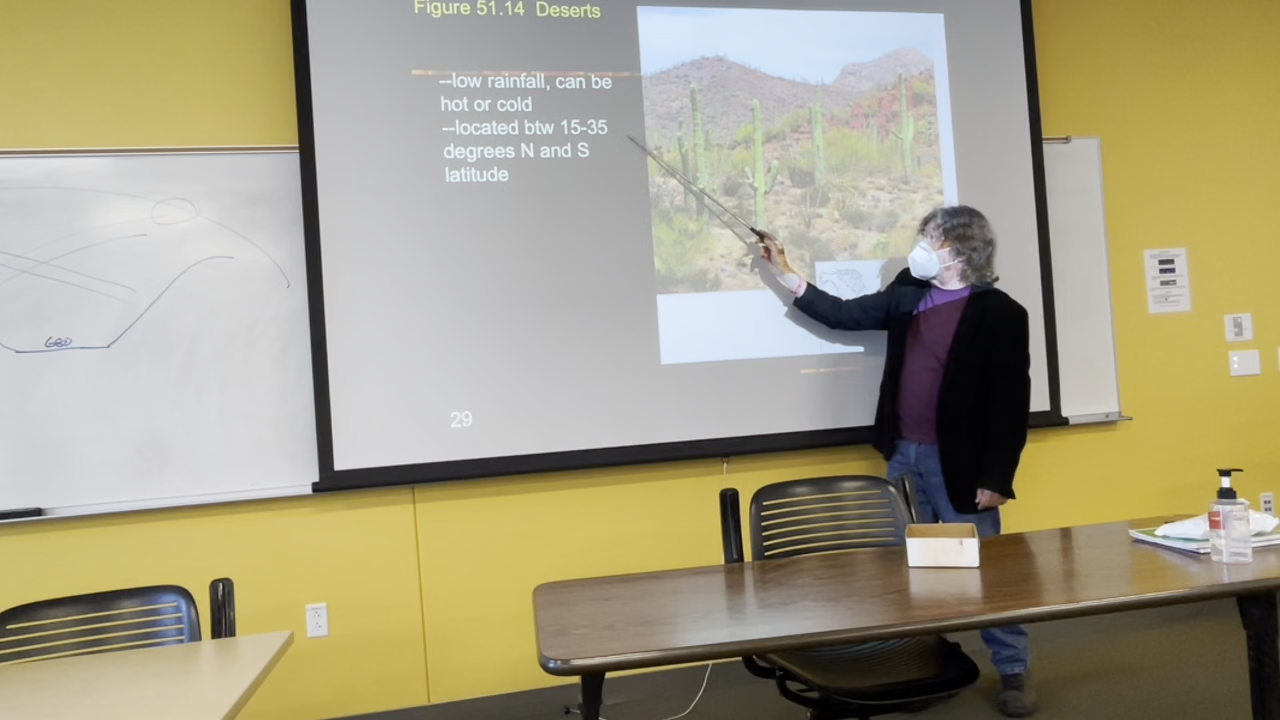 Figure 51.14 Deserts
--low rainfall, can be
hot or cold
--located btw 15-35
degrees N and S
latitude
29
GEO